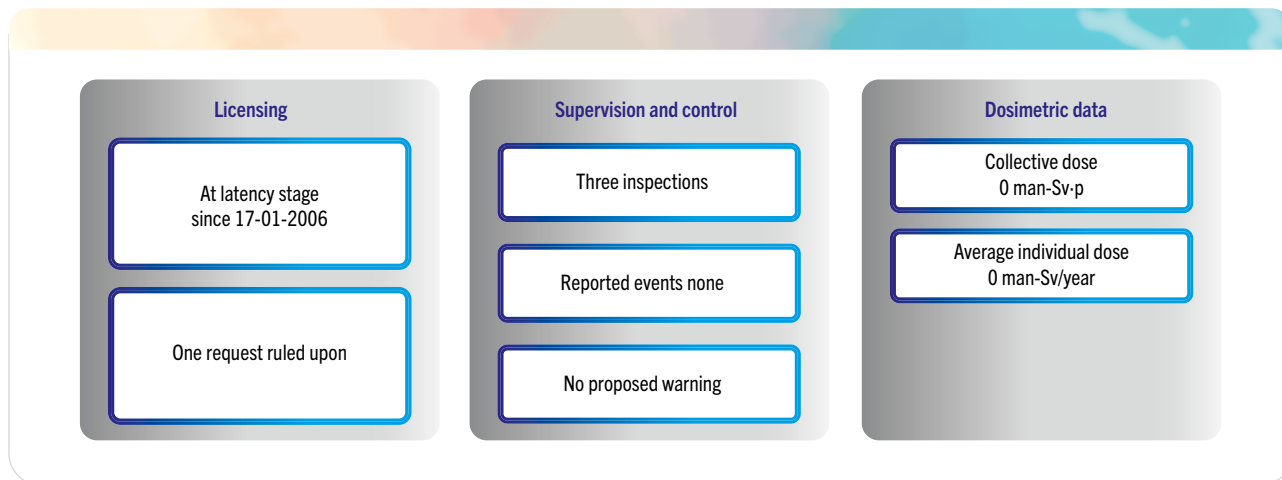 Licensing
At latency stage
since 17-01-2006
One request ruled upon
Supervision and control
Three inspections
Reported events none
No proposed warning
Dosimetric data
Collective dose
0 man-Sv·p
Average individual dose
0 man-Sv/year